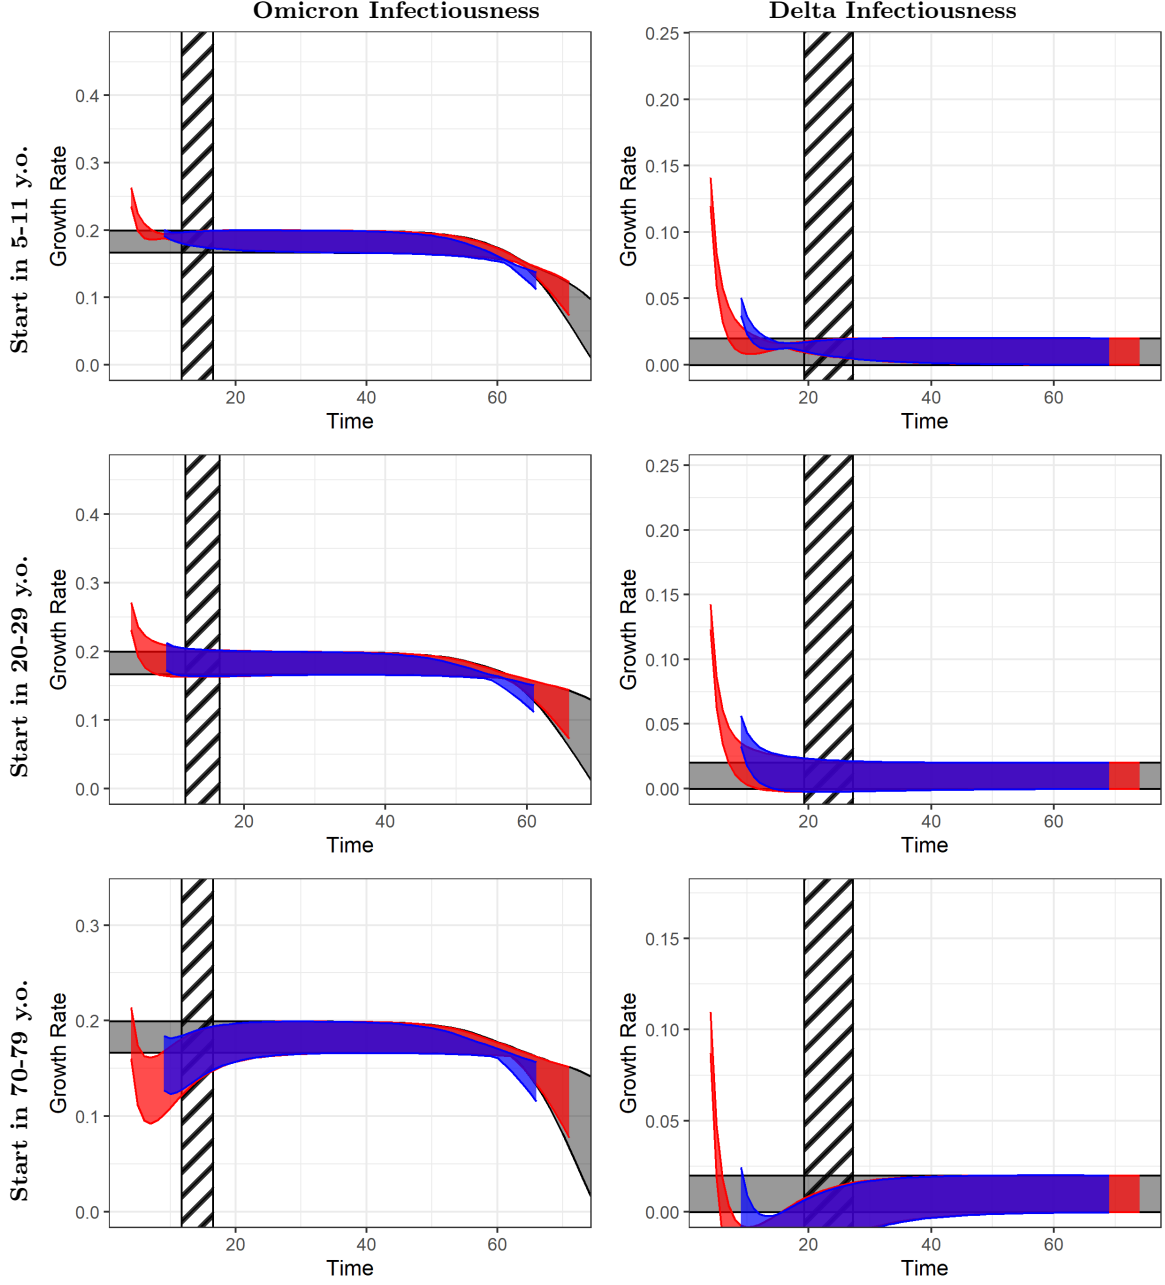 Omicron Infectiousness
Delta Infectiousness
Start in 5-11 y.o.
Growth Rate
0.4
0.3
0.2
0.1
0.0
20
40
60
Time
Growth Rate
0.25
0.20
0.15
0.10
0.05
0.00
20
40
60
Time
Start in 20-29 y.o.
Growth Rate
0.4
0.3
0.2
0.1
0.0
20
60
Time
Growth Rate
0.25
0.20
0.15
0.10
0.05
0.00
20
40
60
Time
Start in 70-79 y.o.
Growth Rate
0.3
0.2
0.1
0.0
20
40
60
Time
Growth Rate
0.15
0.10
0.05
0.00
20
40
60
Time